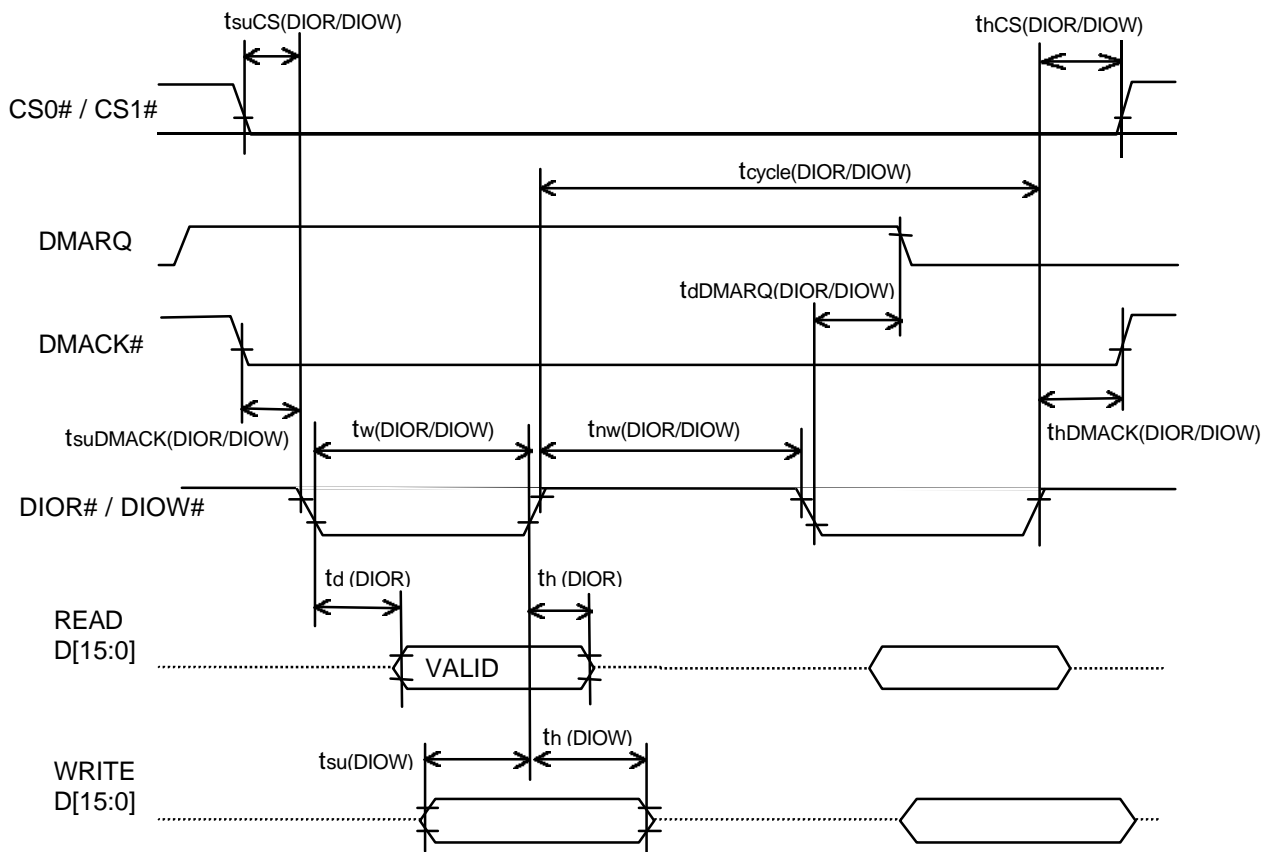 tsuCS(DIOR/DIOW)
thCS(DIOR/DIOW)
CS0# / CS1#
tcycle(DIOR/DIOW)
DMARQ
tdDMARQ(DIOR/DIOW)
DMACK#
tsuDMACK(DIOR/DIOW)
tw(DIOR/DIOW)
tnw(DIOR/DIOW)
thDMACK(DIOR/DIOW)
DIOR# / DIOW#
td (DIOR)
th (DIOR)
READ
D[15:0]
VALID
tsu(DIOW)
th (DIOW)
WRITE
D[15:0]